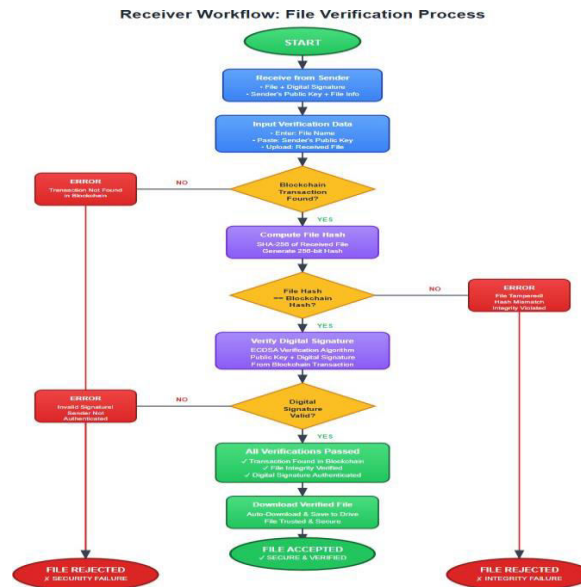 Receiver Workflow: File Verification Process
START
Receive from Sender
- File + Digital Signature
- Sender's Public Key + File Info
Input Verification Data
- Enter: File Name
- Paste: Sender's Public Key
- Upload: Received File
ERROR
Transaction Not Found
in Blockchain
NO
Blockchain
Transaction
Found?
YES
Compute File Hash
SHA-256 of Received File
Generate 256-bit Hash
File Hash
== Blockchain
Hash?
NO
ERROR
File Tampered!
Hash Mismatch
Integrity Violated
YES
Verify Digital Signature
ECDSA Verification Algorithm
Public Key + Digital Signature
From Blockchain Transaction
ERROR
Invalid Signature!
Sender Not
Authenticated
NO
Digital
Signature
Valid?
YES
All Verifications Passed
✓ Transaction Found in Blockchain
✓ File Integrity Verified
✓ Digital Signature Authenticated
Download Verified File
Auto-Download & Save to Drive
File Trusted & Secure
FILE REJECTED
✗ SECURITY FAILURE
FILE ACCEPTED
✓ SECURE & VERIFIED
FILE REJECTED
✗ INTEGRITY FAILURE